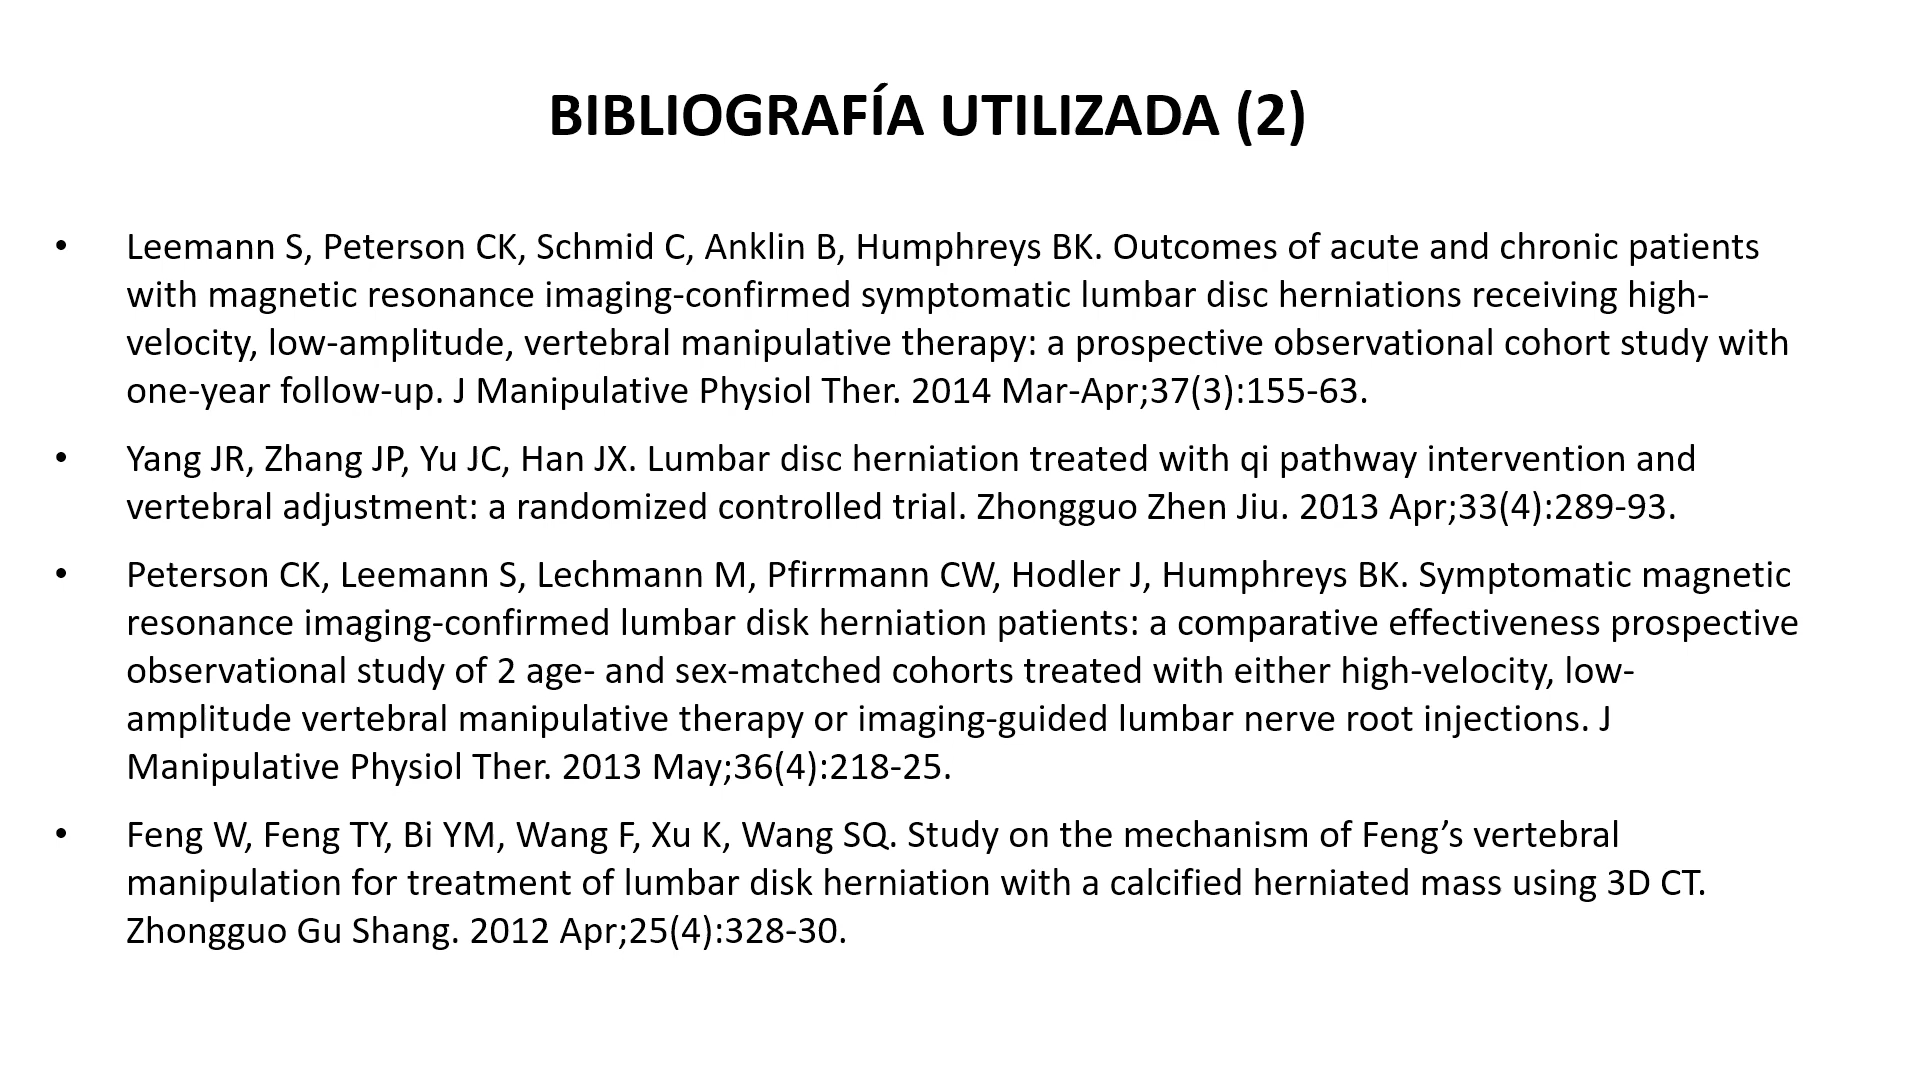 BIBLIOGRAFÍA UTILIZADA (2)
• Leemann S, Peterson CK, Schmid C, Anklin B, Humphreys BK. Outcomes of acute and chronic patients
with magnetic resonance imaging-confirmed symptomatic lumbar disc herniations receiving high-
velocity, low-amplitude, vertebral manipulative therapy: a prospective observational cohort study with
one-year follow-up. J Manipulative Physiol Ther. 2014 Mar-Apr;37(3):155-63.
• Yang JR, Zhang JP, Yu JC, Han JX. Lumbar disc herniation treated with qi pathway intervention and
vertebral adjustment: a randomized controlled trial. Zhongguo Zhen Jiu. 2013 Apr;33(4):289-93.
• Peterson CK, Leemann S, Lechmann M, Pfirrmann CW, Hodler J, Humphreys BK. Symptomatic magnetic
resonance imaging-confirmed lumbar disk herniation patients: a comparative effectiveness prospective
observational study of 2 age- and sex-matched cohorts treated with either high-velocity, low-
amplitude vertebral manipulative therapy or imaging-guided lumbar nerve root injections. J
Manipulative Physiol Ther. 2013 May;36(4):218-25.
• Feng W, Feng TY, Bi YM, Wang F, Xu K, Wang SQ. Study on the mechanism of Feng’s vertebral
manipulation for treatment of lumbar disk herniation with a calcified herniated mass using 3D CT.
Zhongguo Gu Shang. 2012 Apr;25(4):328-30.